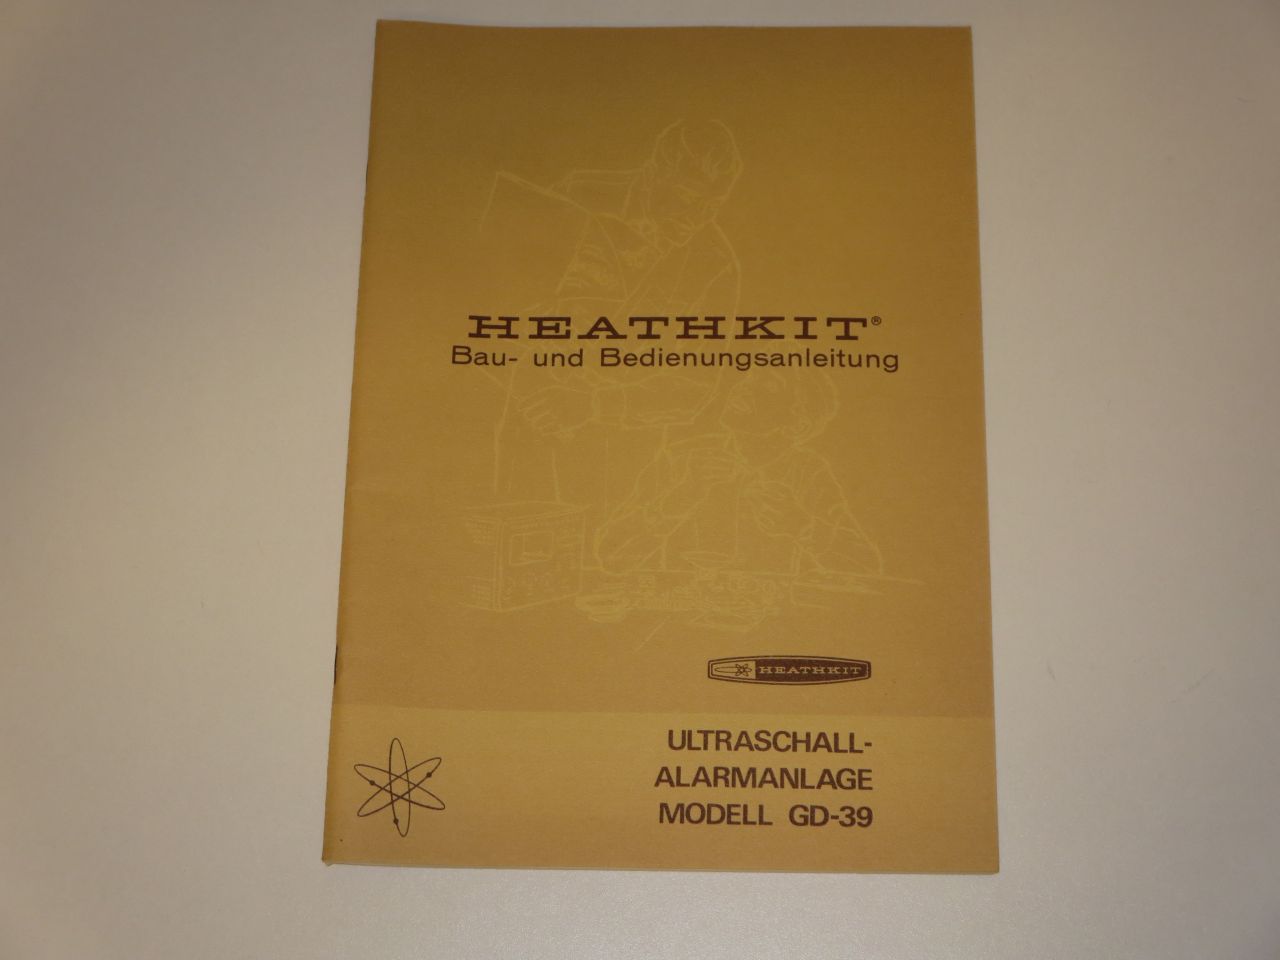 HEATHKIT®
Bau- und Bedienungsanleitung
HEATHKIT
ULTRASCHALL-
ALARMANLAGE
MODELL GD-39